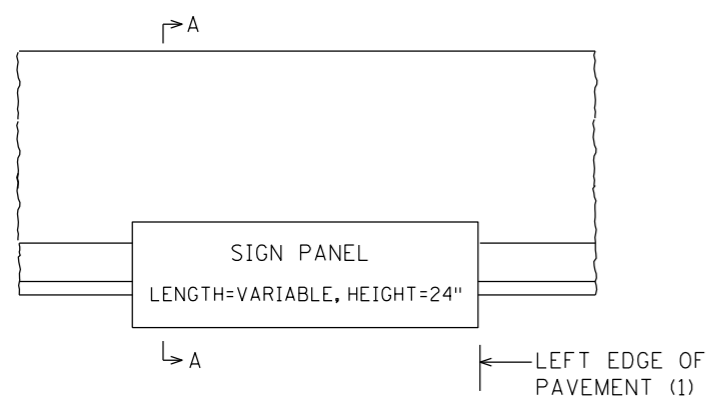 A
SIGN PANEL
LENGTH=VARIABLE, HEIGHT=24"
A
LEFT EDGE OF
PAVEMENT (1)